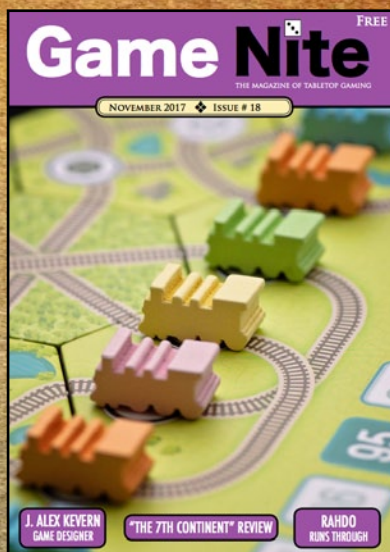 FREE
Game Nite
THE MAGAZINE OF TABLETOP GAMING
NOVEMBER 2017 ❖ ISSUE # 18
95
J. ALEX KEVERN
GAME DESIGNER
"THE 7TH CONTINENT" REVIEW
RAHDO
RUNS THROUGH